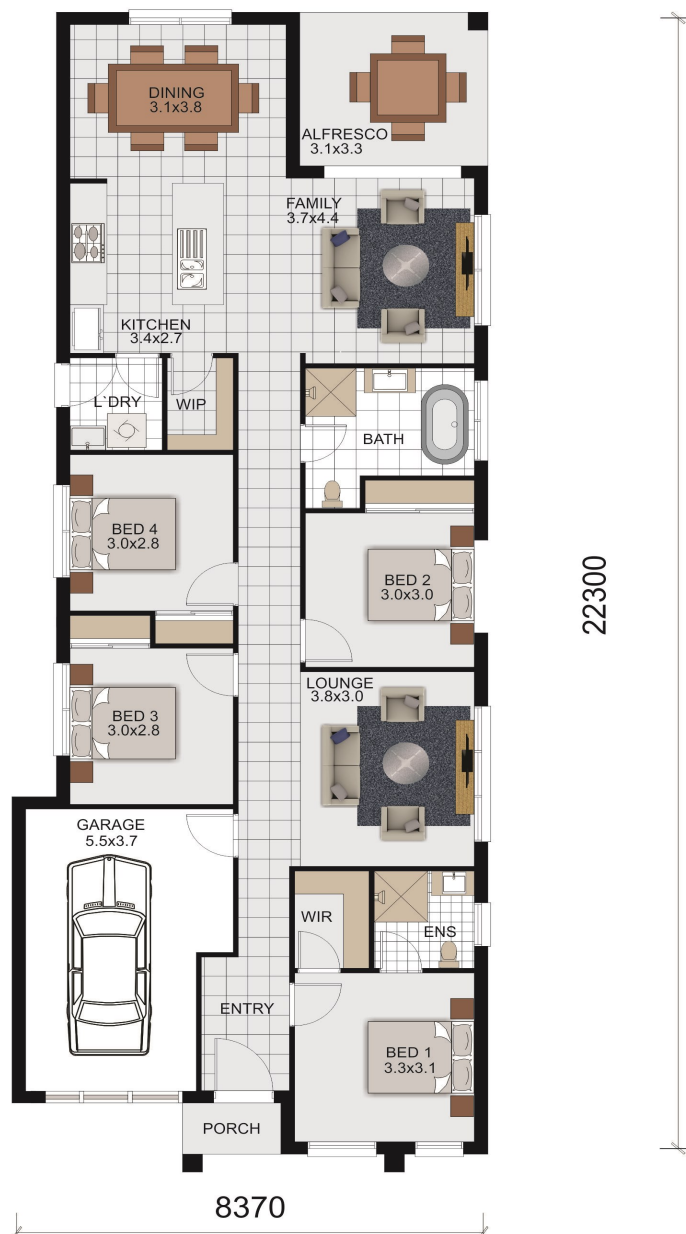 DINING
3.1x3.8
ALFRESCO
3.1x3.3
FAMILY
3.7x4.4
KITCHEN
3.4x2.7
L`DRY
WIP
BATH
BED 4
3.0x2.8
BED 2
3.0x3.0
22300
LOUNGE
3.8x3.0
BED 3
3.0x2.8
GARAGE
5.5x3.7
WIR
ENS
ENTRY
BED 1
3.3x3.1
PORCH
8370